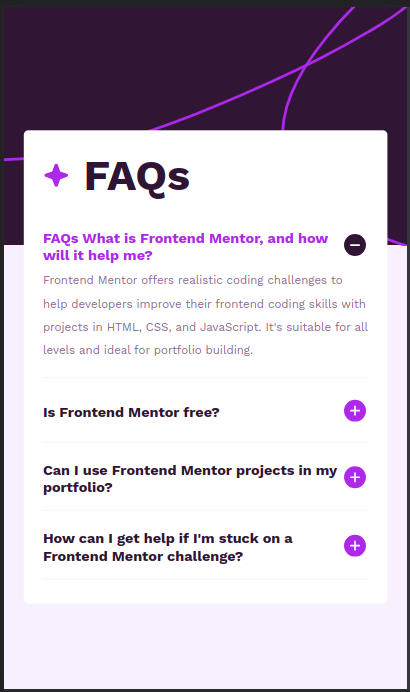 FAQs
FAQs What is Frontend Mentor, and how
will it help me?
Frontend Mentor offers realistic coding challenges to
help developers improve their frontend coding skills with
projects in HTML, CSS, and JavaScript. It's suitable for all
levels and ideal for portfolio building.
Is Frontend Mentor free?
Can I use Frontend Mentor projects in my
portfolio?
How can I get help if I'm stuck on a
Frontend Mentor challenge?